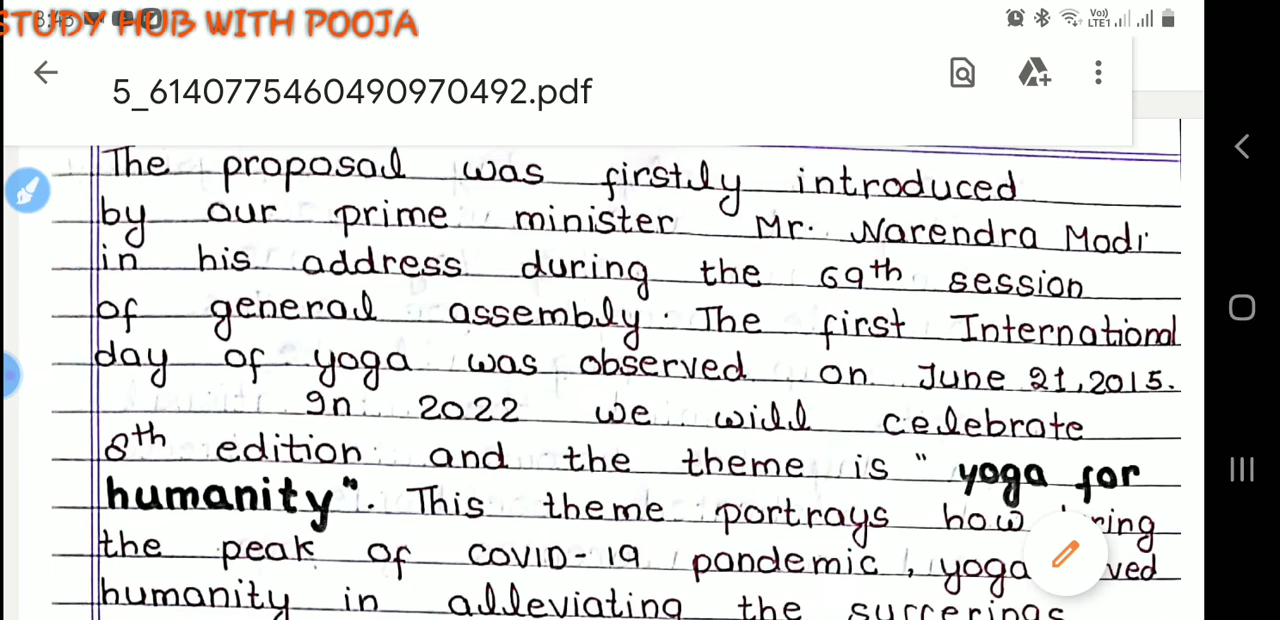 STUDY HUB WITH POOJA
5_6140775460490970492.pdf
The proposal was firstly introduced
by our prime minister Mr. Narendra Modi
in his address during the 69th session
of general assembly. The first International
day of yoga was observed on June 21, 2015.
In 2022 we will celebrate
8th edition and the theme is " yoga for
humanity". This theme portrays how
the peak of COVID-19 pandemic, yoga
humanity in alleviating the